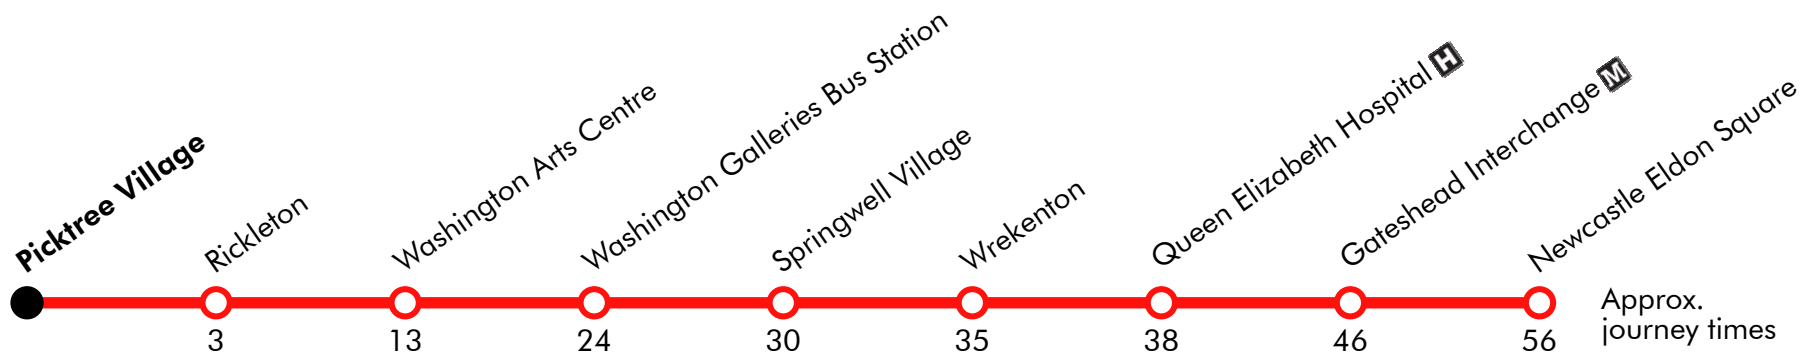 Picktree Village
Rickleton
Washington Arts Centre
Washington Galleries Bus Station
Springwell Village
Wrekenton
Queen Elizabeth Hospital H
Gateshead Interchange M
Newcastle Eldon Square
3
13
24
30
35
38
46
56
Approx.
journey times